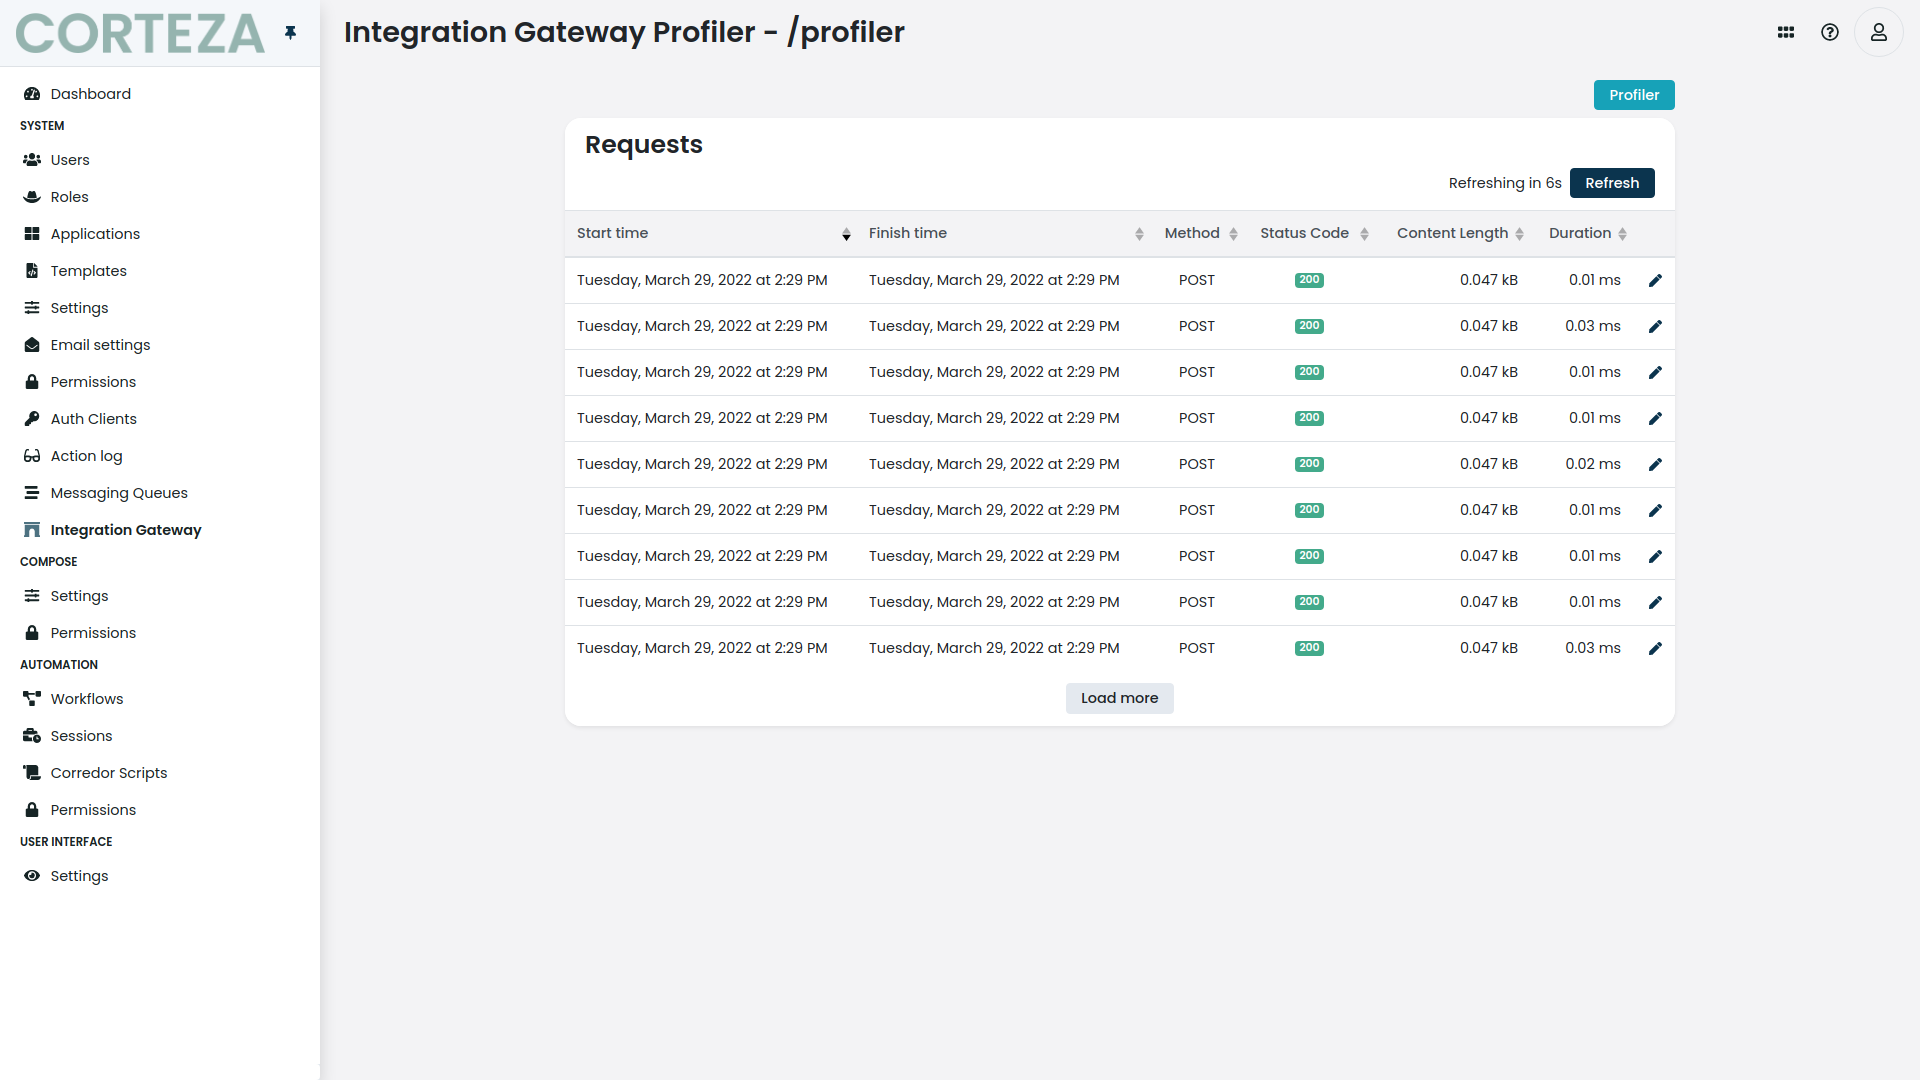 CORTEZA
Integration Gateway Profiler - /profiler
Dashboard
SYSTEM
Users
Roles
Applications
Templates
Settings
Email settings
Permissions
Auth Clients
Action log
Messaging Queues
Integration Gateway
COMPOSE
Settings
Permissions
AUTOMATION
Workflows
Sessions
Corredor Scripts
Permissions
USER INTERFACE
Settings
Profiler
Requests
Refreshing in 6s Refresh
Start time Finish time Method Status Code Content Length Duration
Tuesday, March 29, 2022 at 2:29 PM Tuesday, March 29, 2022 at 2:29 PM POST 200 0.047 kB 0.01 ms
Tuesday, March 29, 2022 at 2:29 PM Tuesday, March 29, 2022 at 2:29 PM POST 200 0.047 kB 0.03 ms
Tuesday, March 29, 2022 at 2:29 PM Tuesday, March 29, 2022 at 2:29 PM POST 200 0.047 kB 0.01 ms
Tuesday, March 29, 2022 at 2:29 PM Tuesday, March 29, 2022 at 2:29 PM POST 200 0.047 kB 0.01 ms
Tuesday, March 29, 2022 at 2:29 PM Tuesday, March 29, 2022 at 2:29 PM POST 200 0.047 kB 0.02 ms
Tuesday, March 29, 2022 at 2:29 PM Tuesday, March 29, 2022 at 2:29 PM POST 200 0.047 kB 0.01 ms
Tuesday, March 29, 2022 at 2:29 PM Tuesday, March 29, 2022 at 2:29 PM POST 200 0.047 kB 0.01 ms
Tuesday, March 29, 2022 at 2:29 PM Tuesday, March 29, 2022 at 2:29 PM POST 200 0.047 kB 0.01 ms
Tuesday, March 29, 2022 at 2:29 PM Tuesday, March 29, 2022 at 2:29 PM POST 200 0.047 kB 0.03 ms
Load more